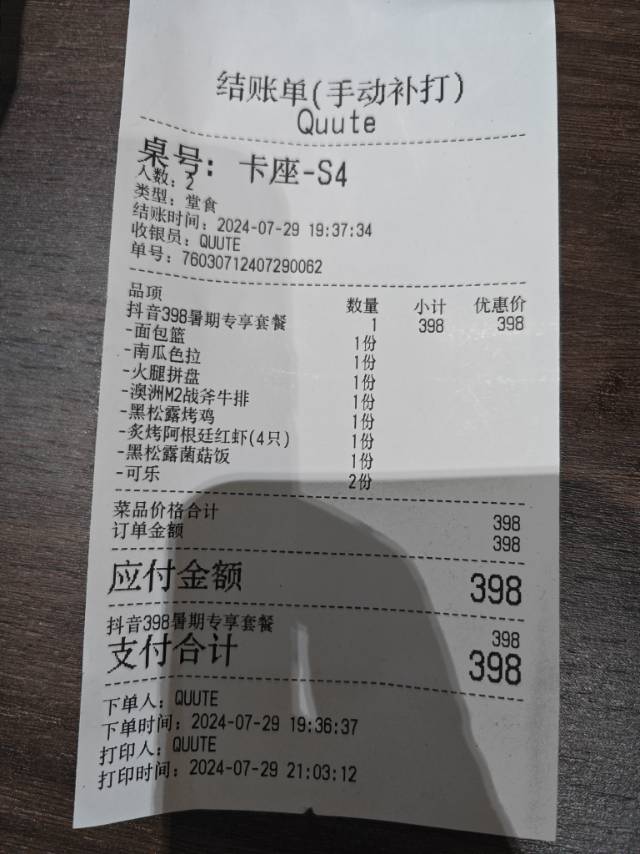 结账单(手动补打)
Quute
桌号: 卡座-S4
人数: 2
类型: 堂食
结账时间: 2024-07-29 19:37:34
收银员: QUUTE
单号: 76030712407290062
品项 数量 小计 优惠价
抖音398暑期专享套餐 1 398 398
-面包篮 1份
-南瓜色拉 1份
-火腿拼盘 1份
-澳洲M2战斧牛排 1份
-黑松露烤鸡 1份
-炙烤阿根廷红虾(4只) 1份
-黑松露菌菇饭 1份
-可乐 2份
菜品价格合计 398
订单金额 398
应付金额 398
抖音398暑期专享套餐 398
支付合计 398
下单人: QUUTE
下单时间: 2024-07-29 19:36:37
打印人: QUUTE
打印时间: 2024-07-29 21:03:12